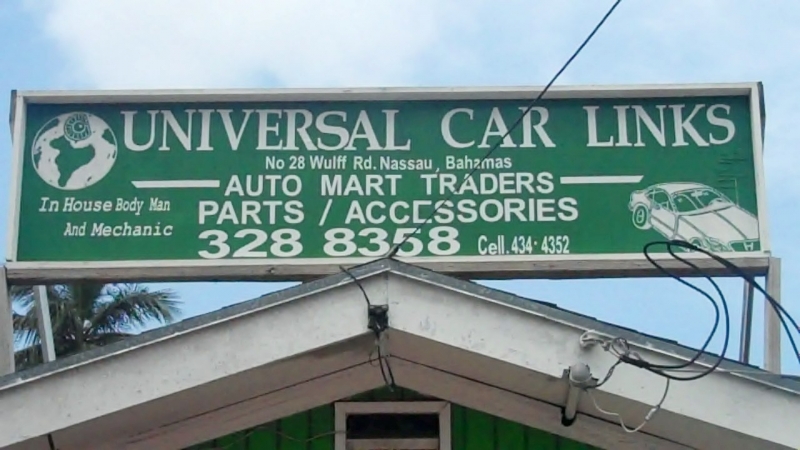 UNIVERSAL CAR LINKS
No 28 Wulff Rd. Nassau, Bahamas
AUTO MART TRADERS
In House Body Man
And Mechanic
PARTS / ACCESSORIES
328 8358 Cell. 434-4352